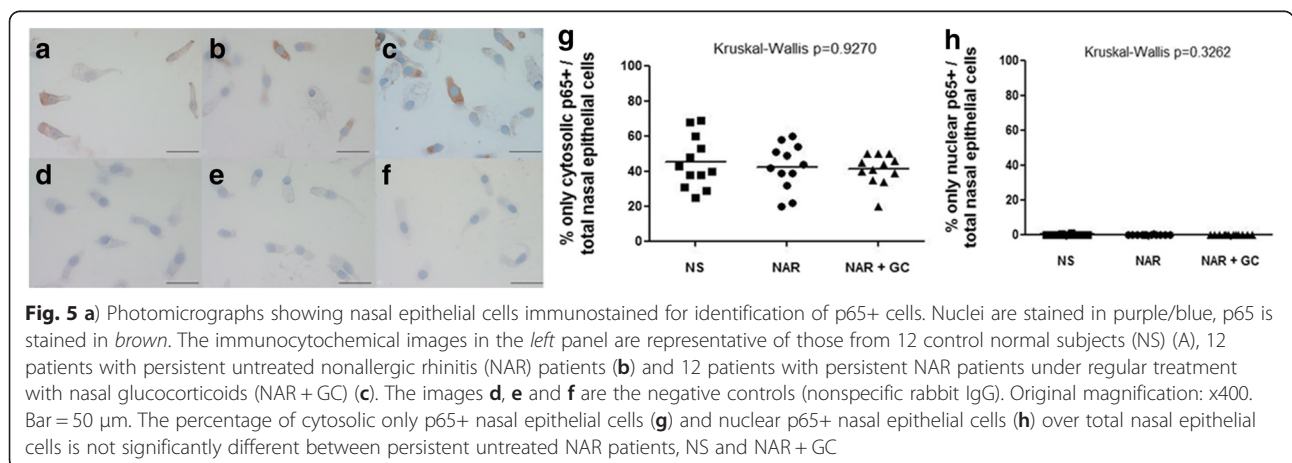 a
b
c
d
e
f
g
Kruskal-Wallis p=0.9270
% only cytosolic p65+ /
total nasal epithelial cells
100
80
60
40
20
0
NS
NAR
NAR + GC
h
Kruskal-Wallis p=0.3262
% only nuclear p65+ /
total nasal epithelial cells
100
80
60
40
20
0
NS
NAR
NAR + GC
Fig. 5 a) Photomicrographs showing nasal epithelial cells immunostained for identification of p65+ cells. Nuclei are stained in purple/blue, p65 is
stained in brown. The immunocytochemical images in the left panel are representative of those from 12 control normal subjects (NS) (A), 12
patients with persistent untreated nonallergic rhinitis (NAR) patients (b) and 12 patients with persistent NAR patients under regular treatment
with nasal glucocorticoids (NAR + GC) (c). The images d, e and f are the negative controls (nonspecific rabbit IgG). Original magnification: x400.
Bar = 50 μm. The percentage of cytosolic only p65+ nasal epithelial cells (g) and nuclear p65+ nasal epithelial cells (h) over total nasal epithelial
cells is not significantly different between persistent untreated NAR patients, NS and NAR + GC